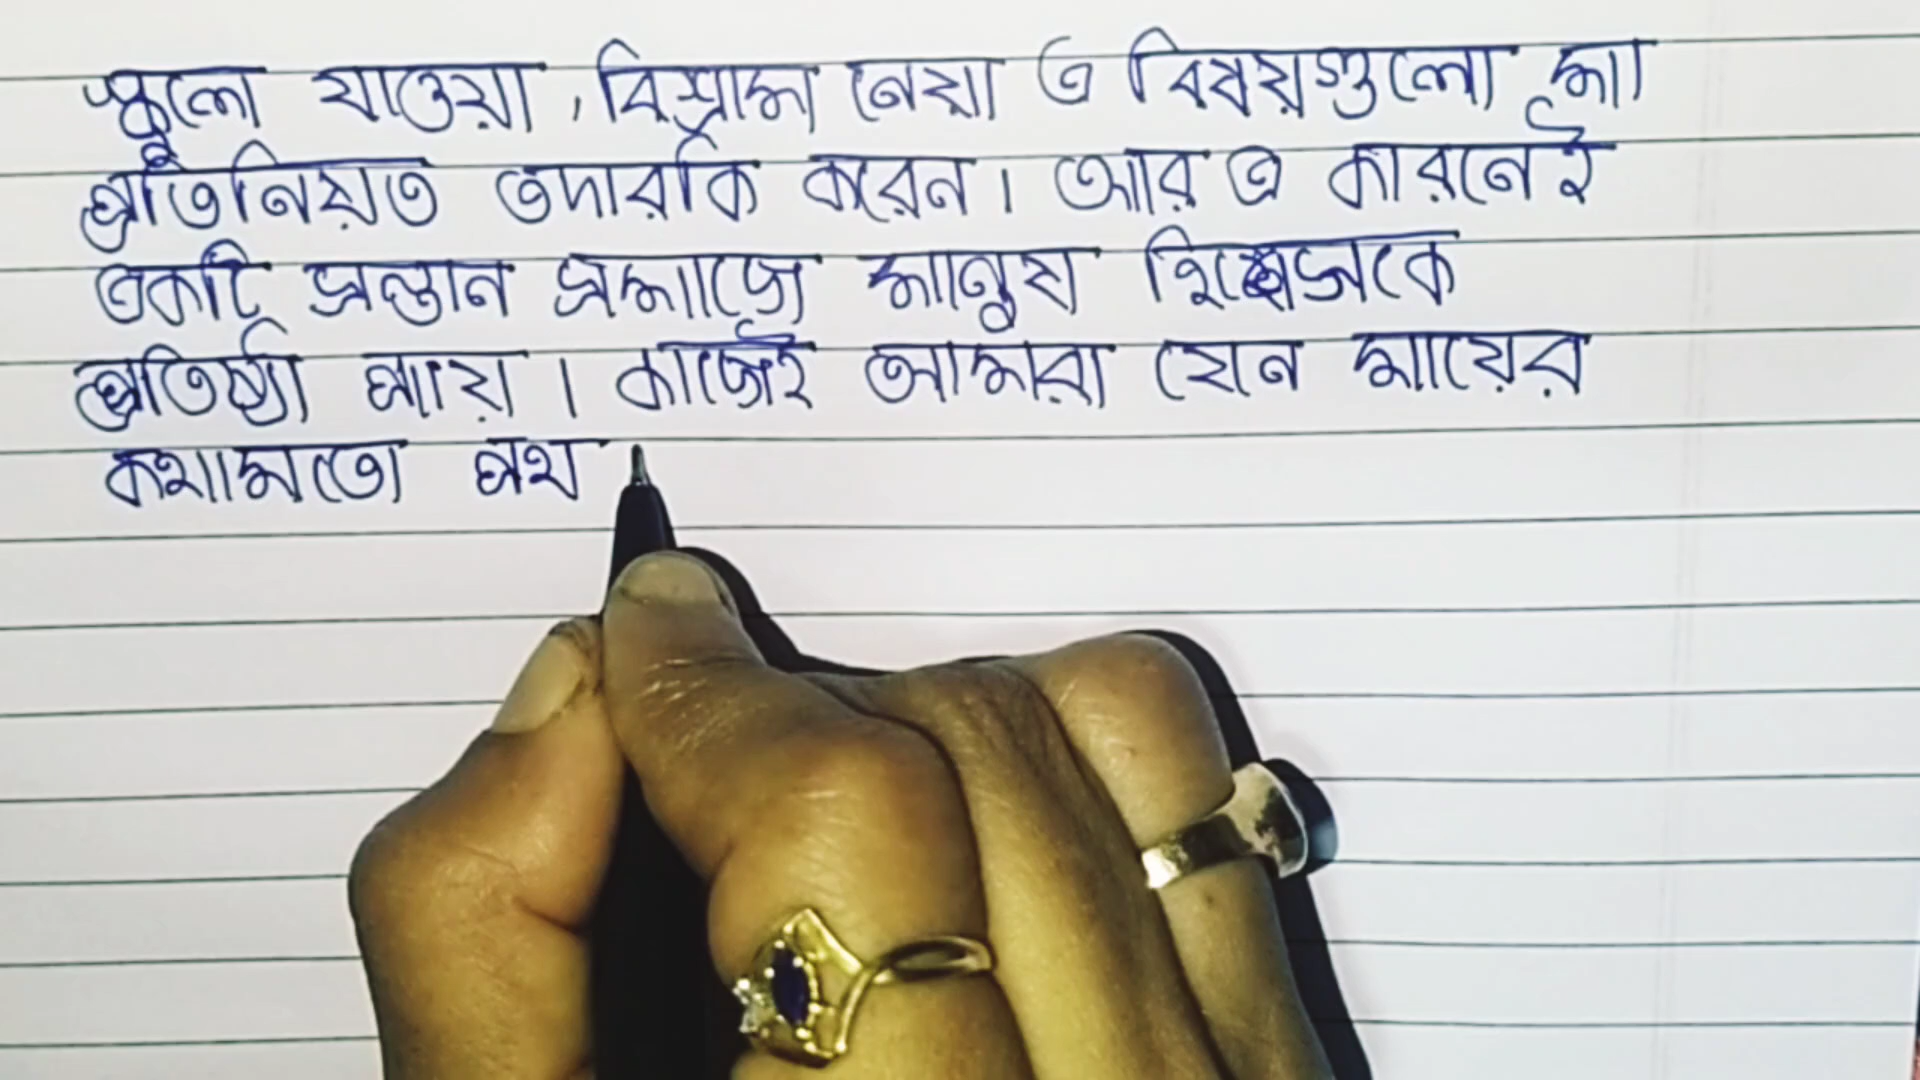 স্কুলে যাওয়া, বিশ্রাম নেয়া এ বিষয়গুলো মা
প্রতিনিয়ত তদারকি করেন। আর এ কারনেই
একটি সন্তান সমাজে মানুষ হিসেবে
প্রতিষ্ঠা পায়। কাজেই আমরা যেন মায়ের
কথামতো পথ